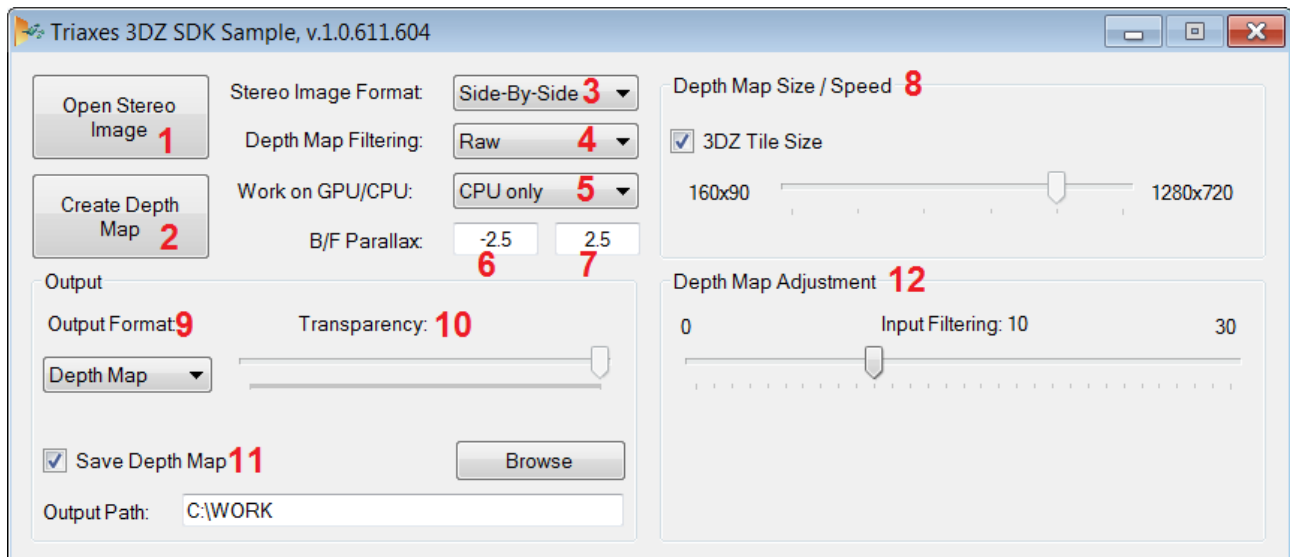 Triaxes 3DZ SDK Sample, v.1.0.611.604
Open Stereo
Image 1
Create Depth
Map 2
Stereo Image Format: Side-By-Side 3
Depth Map Filtering: Raw 4
Work on GPU/CPU: CPU only 5
B/F Parallax: -2.5 2.5
6 7
Depth Map Size / Speed 8
3DZ Tile Size
160x90 1280x720
Output
Output Format: 9 Transparency: 10
Depth Map
Save Depth Map 11 Browse
Output Path: C:\WORK
Depth Map Adjustment 12
0 Input Filtering: 10 30